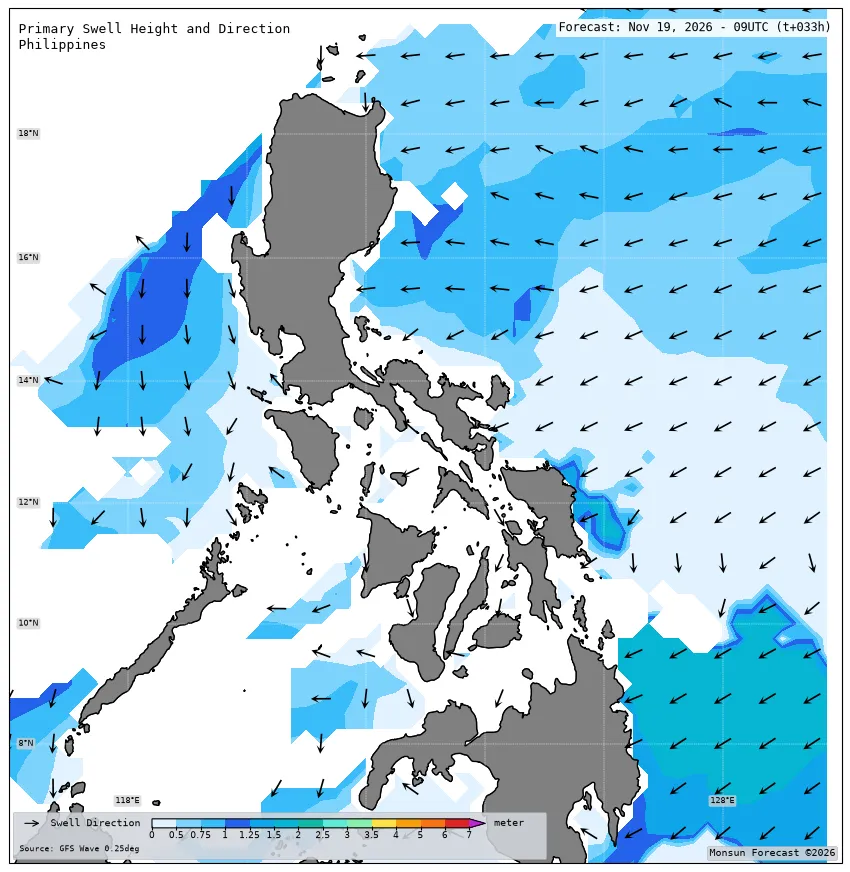 Primary Swell Height and Direction
Philippines
Forecast: Nov 19, 2026 - 09UTC (t+033h)
18°N
16°N
14°N
12°N
10°N
8°N
118°E
128°E
Swell Direction
0 0.5 0.75 1 1.25 1.5 2 2.5 3 3.5 4 5 6 7
meter
Source: GFS Wave 0.25deg
Monsun Forecast ©2026